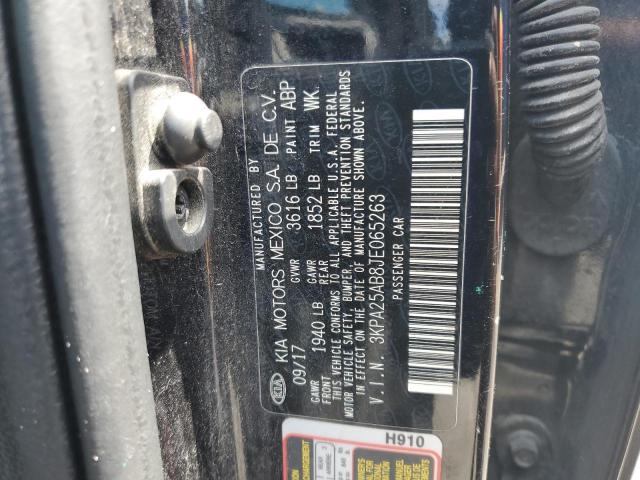 MANUFACTURED BY
KIA MOTORS MEXICO S.A. DE. C.V.
09/17 GVWR 3616 LB PAINT ABP
GAWR FRONT 1940 LB GAWR REAR 1852 LB TRIM WK.
THIS VEHICLE CONFORMS TO ALL APPLICABLE U.S.A. FEDERAL
MOTOR VEHICLE SAFETY, BUMPER, AND THEFT PREVENTION STANDARDS
IN EFFECT ON THE DATE OF MANUFACTURE SHOWN ABOVE.
V.I.N. 3KPA25AB8JE065263
PASSENGER CAR
KIA
H910